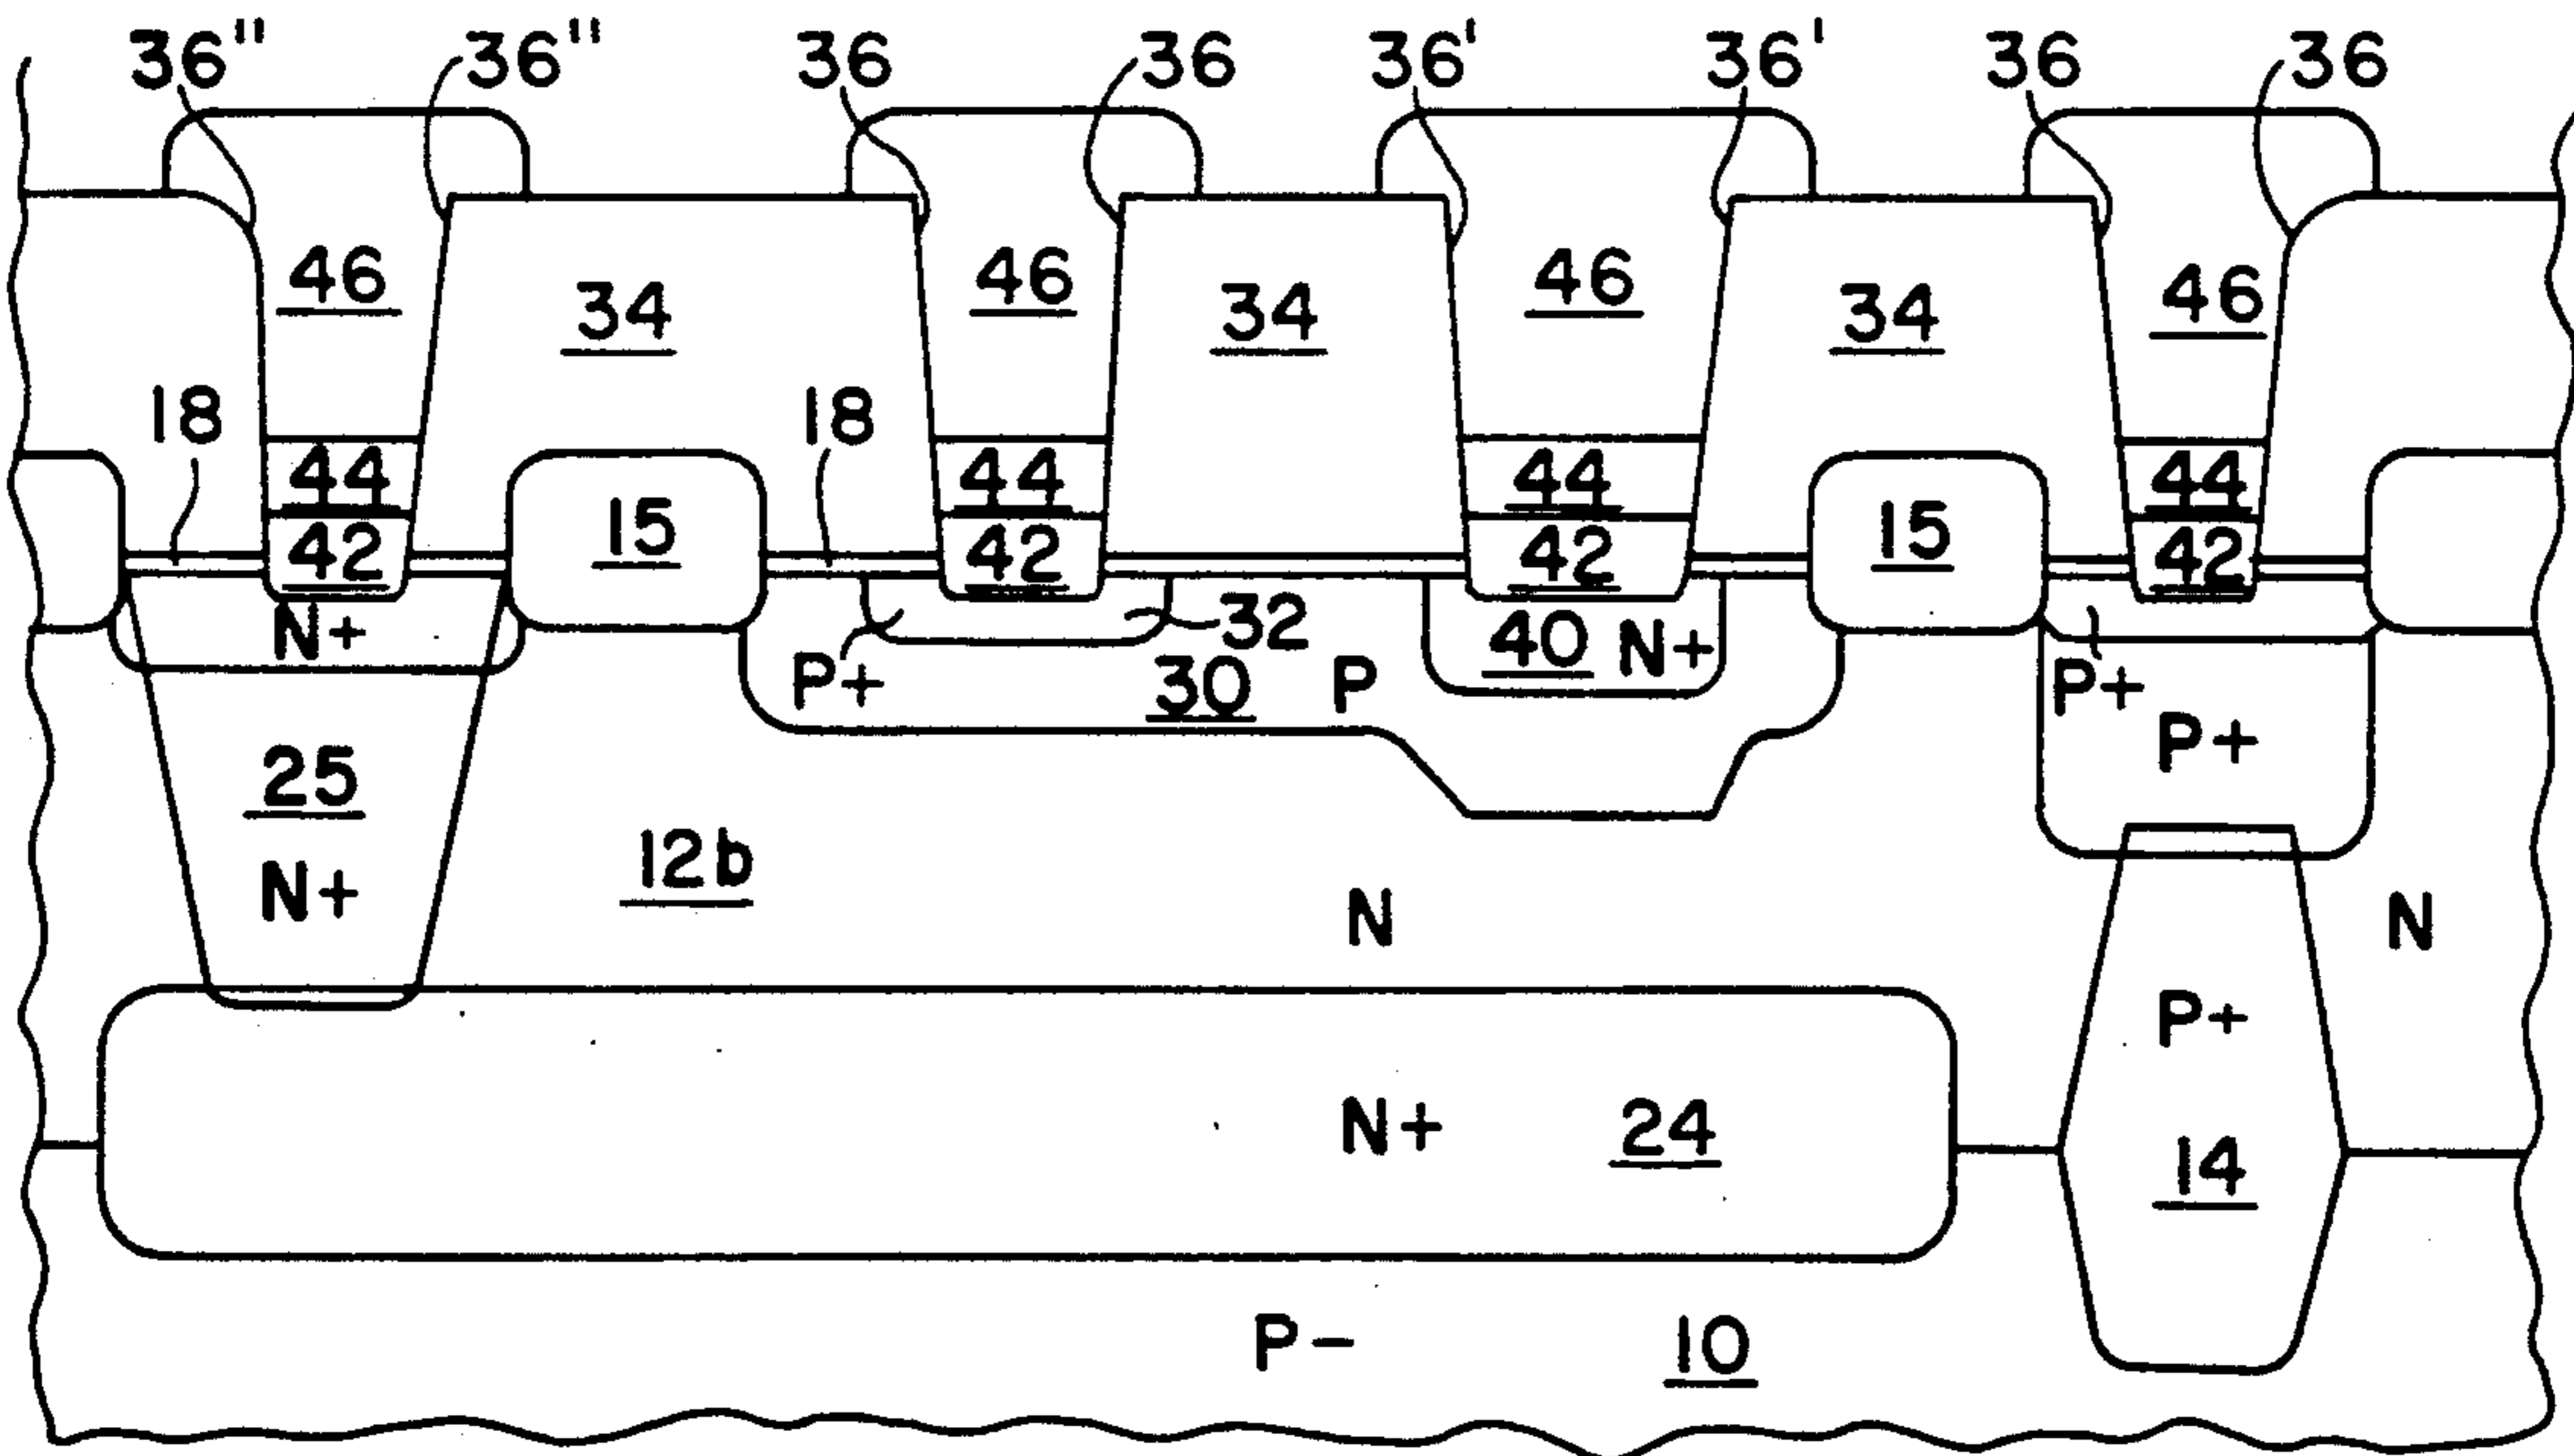 36" 36" 36 36 36' 36' 36 36
46 46 46 46
34 34 34
18 18
44 44 44 44
15 15
42 42 42 42
N+ 32 40 N+
P+ 30 P P+
25 P+
12b
N+ N N
P+
N+ 24
14
P- 10